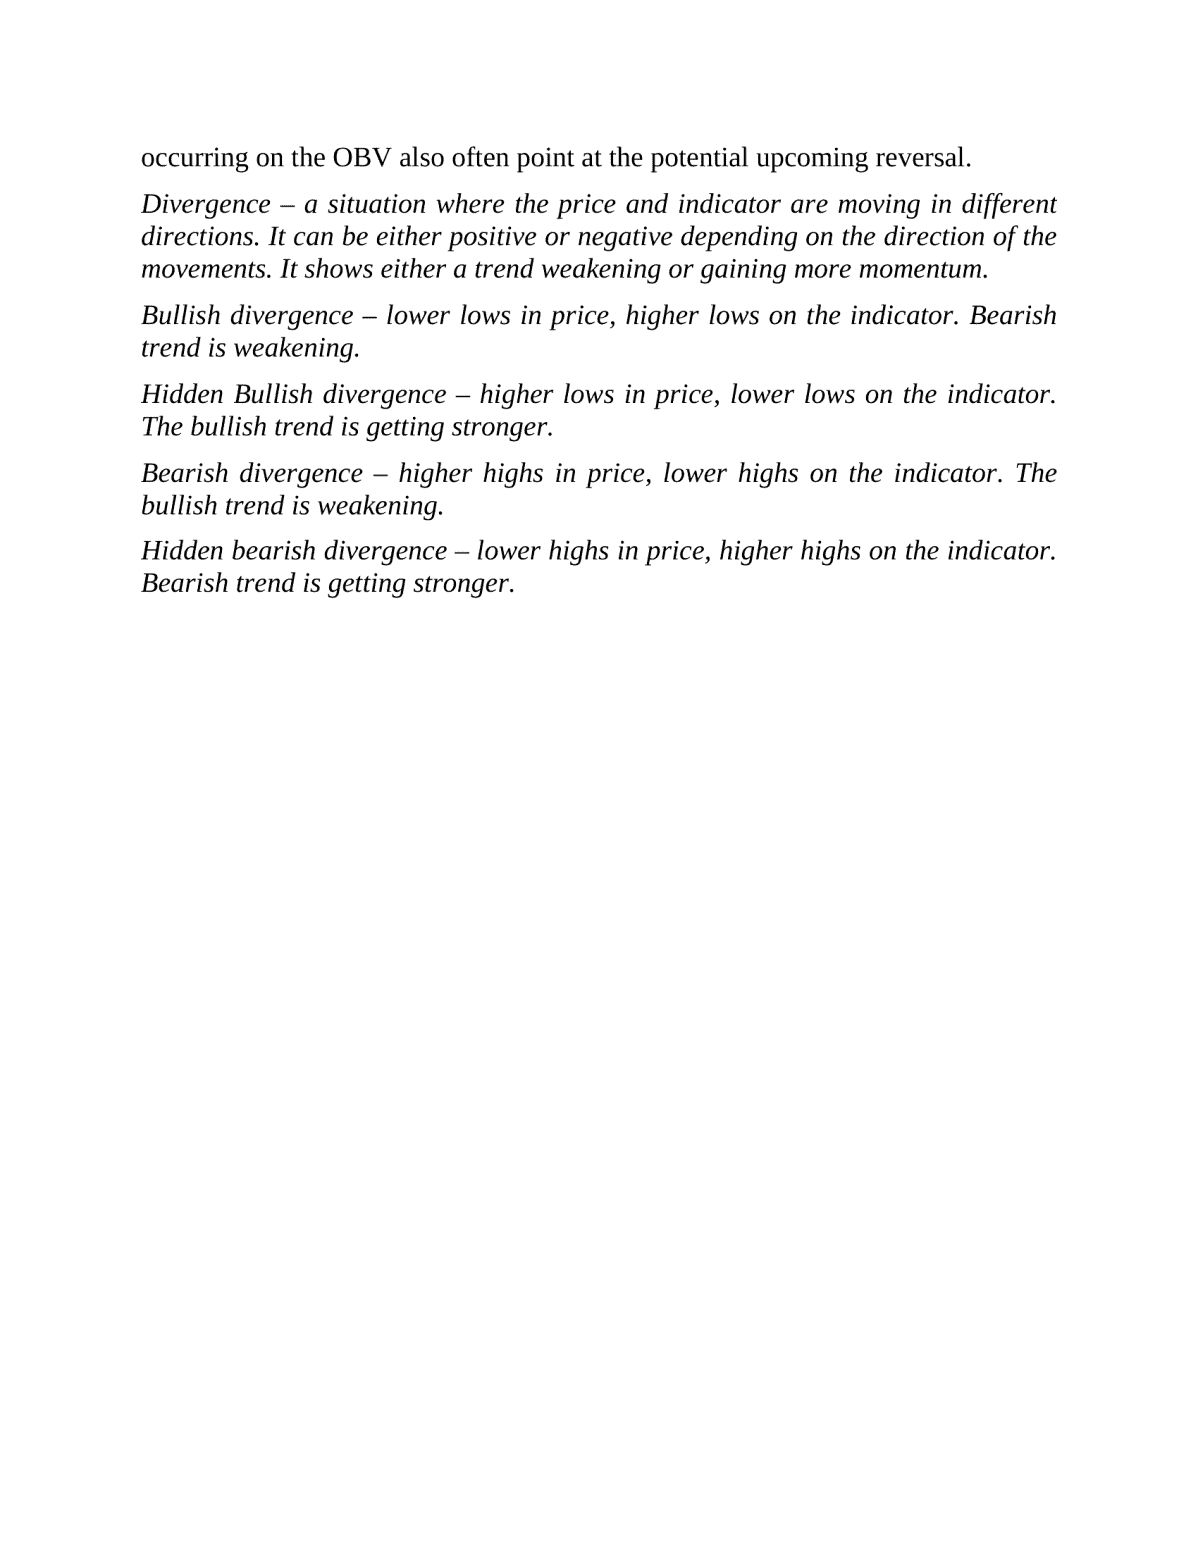 occurring on the OBV also often point at the potential upcoming reversal.
Divergence – a situation where the price and indicator are moving in different
directions. It can be either positive or negative depending on the direction of the
movements. It shows either a trend weakening or gaining more momentum.
Bullish divergence – lower lows in price, higher lows on the indicator. Bearish
trend is weakening.
Hidden Bullish divergence – higher lows in price, lower lows on the indicator.
The bullish trend is getting stronger.
Bearish divergence – higher highs in price, lower highs on the indicator. The
bullish trend is weakening.
Hidden bearish divergence – lower highs in price, higher highs on the indicator.
Bearish trend is getting stronger.